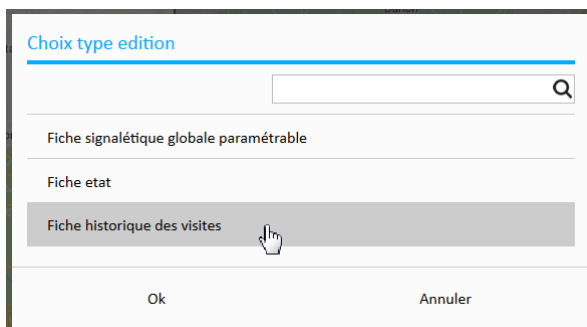 Choix type edition
Fiche signalétique globale paramétrable
Fiche etat
Fiche historique des visites
Ok
Annuler